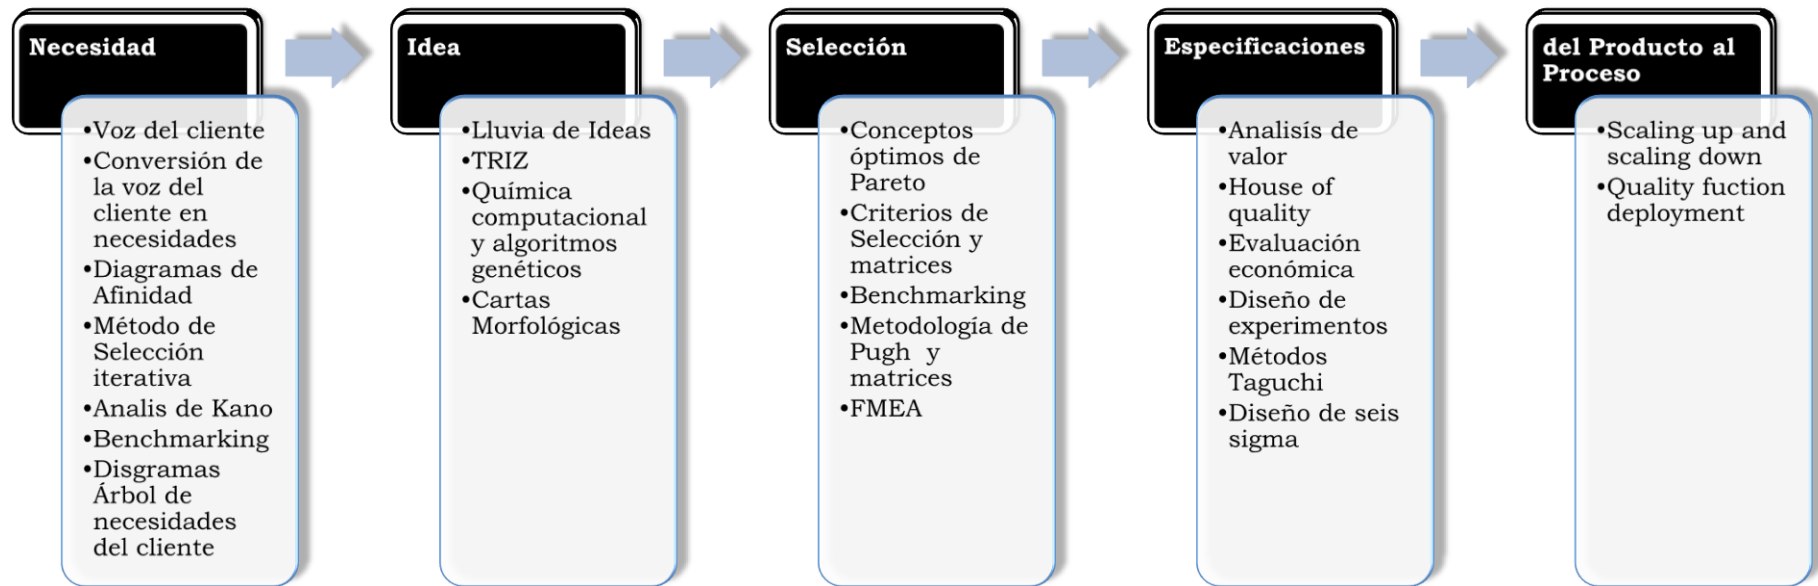 Necesidad
•Voz del cliente
•Conversión de
la voz del
cliente en
necesidades
•Diagramas de
Afinidad
•Método de
Selección
iterativa
•Analis de Kano
•Benchmarking
•Disgramas
Árbol de
necesidades
del cliente
Idea
•Lluvia de Ideas
•TRIZ
•Química
computacional
y algoritmos
genéticos
•Cartas
Morfológicas
Selección
•Conceptos
óptimos de
Pareto
•Criterios de
Selección y
matrices
•Benchmarking
•Metodología de
Pugh y
matrices
•FMEA
Especificaciones
•Analisís de
valor
•House of
quality
•Evaluación
económica
•Diseño de
experimentos
•Métodos
Taguchi
•Diseño de seis
sigma
del Producto al
Proceso
•Scaling up and
scaling down
•Quality fuction
deployment